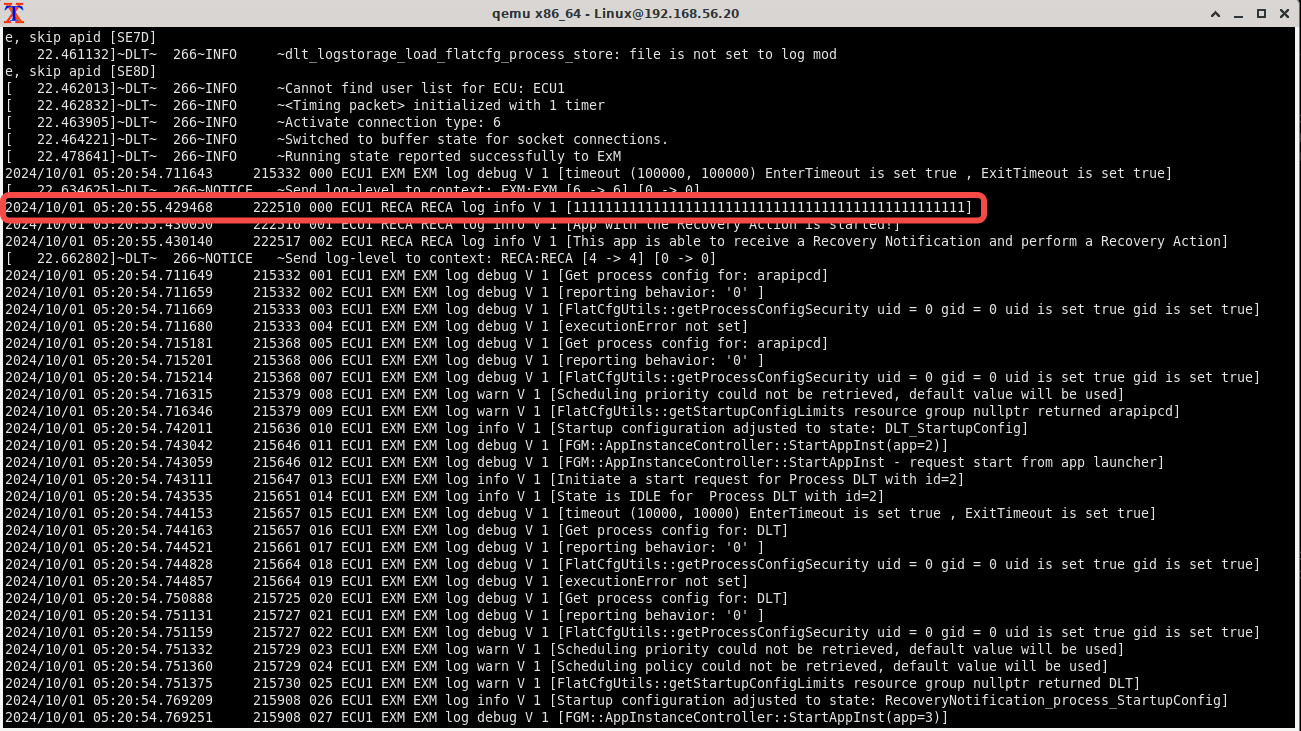 qemu x86_64 - Linux@192.168.56.20
e, skip apid [SE7D]
[   22.461132]~DLT~  266~INFO     ~dlt_logstorage_load_flatcfg_process_store: file is not set to log mod
e, skip apid [SE8D]
[   22.462013]~DLT~  266~INFO     ~Cannot find user list for ECU: ECU1
[   22.462832]~DLT~  266~INFO     ~<Timing packet> initialized with 1 timer
[   22.463905]~DLT~  266~INFO     ~Activate connection type: 6
[   22.464221]~DLT~  266~INFO     ~Switched to buffer state for socket connections.
[   22.478641]~DLT~  266~INFO     ~Running state reported successfully to ExM
2024/10/01 05:20:54.711643     215332 000 ECU1 EXM EXM log debug V 1 [timeout (100000, 100000) EnterTimeout is set true , ExitTimeout is set true]
[   22.634625]~DLT~  266~NOTICE   ~Send log-level to context: EXM:EXM [6 -> 6] [0 -> 0]
2024/10/01 05:20:55.429468     222510 000 ECU1 RECA RECA log info V 1 [1111111111111111111111111111111111111111111111111]
2024/10/01 05:20:55.430050     222516 001 ECU1 RECA RECA log info V 1 [App with the Recovery Action is started!]
2024/10/01 05:20:55.430140     222517 002 ECU1 RECA RECA log info V 1 [This app is able to receive a Recovery Notification and perform a Recovery Action]
[   22.662802]~DLT~  266~NOTICE   ~Send log-level to context: RECA:RECA [4 -> 4] [0 -> 0]
2024/10/01 05:20:54.711649     215332 001 ECU1 EXM EXM log debug V 1 [Get process config for: arapipcd]
2024/10/01 05:20:54.711659     215332 002 ECU1 EXM EXM log debug V 1 [reporting behavior: '0' ]
2024/10/01 05:20:54.711669     215333 003 ECU1 EXM EXM log debug V 1 [FlatCfgUtils::getProcessConfigSecurity uid = 0 gid = 0 uid is set true gid is set true]
2024/10/01 05:20:54.711680     215333 004 ECU1 EXM EXM log debug V 1 [executionError not set]
2024/10/01 05:20:54.715181     215368 005 ECU1 EXM EXM log debug V 1 [Get process config for: arapipcd]
2024/10/01 05:20:54.715201     215368 006 ECU1 EXM EXM log debug V 1 [reporting behavior: '0' ]
2024/10/01 05:20:54.715214     215368 007 ECU1 EXM EXM log debug V 1 [FlatCfgUtils::getProcessConfigSecurity uid = 0 gid = 0 uid is set true gid is set true]
2024/10/01 05:20:54.716315     215379 008 ECU1 EXM EXM log warn V 1 [Scheduling priority could not be retrieved, default value will be used]
2024/10/01 05:20:54.716346     215379 009 ECU1 EXM EXM log warn V 1 [FlatCfgUtils::getStartupConfigLimits resource group nullptr returned arapipcd]
2024/10/01 05:20:54.742011     215636 010 ECU1 EXM EXM log info V 1 [Startup configuration adjusted to state: DLT_StartupConfig]
2024/10/01 05:20:54.743042     215646 011 ECU1 EXM EXM log debug V 1 [FGM::AppInstanceController::StartAppInst(app=2)]
2024/10/01 05:20:54.743059     215646 012 ECU1 EXM EXM log debug V 1 [FGM::AppInstanceController::StartAppInst - request start from app launcher]
2024/10/01 05:20:54.743111     215647 013 ECU1 EXM EXM log info V 1 [Initiate a start request for Process DLT with id=2]
2024/10/01 05:20:54.743535     215651 014 ECU1 EXM EXM log info V 1 [State is IDLE for  Process DLT with id=2]
2024/10/01 05:20:54.744153     215657 015 ECU1 EXM EXM log debug V 1 [timeout (10000, 10000) EnterTimeout is set true , ExitTimeout is set true]
2024/10/01 05:20:54.744163     215657 016 ECU1 EXM EXM log debug V 1 [Get process config for: DLT]
2024/10/01 05:20:54.744521     215661 017 ECU1 EXM EXM log debug V 1 [reporting behavior: '0' ]
2024/10/01 05:20:54.744828     215664 018 ECU1 EXM EXM log debug V 1 [FlatCfgUtils::getProcessConfigSecurity uid = 0 gid = 0 uid is set true gid is set true]
2024/10/01 05:20:54.744857     215664 019 ECU1 EXM EXM log debug V 1 [executionError not set]
2024/10/01 05:20:54.750888     215725 020 ECU1 EXM EXM log debug V 1 [Get process config for: DLT]
2024/10/01 05:20:54.751131     215727 021 ECU1 EXM EXM log debug V 1 [reporting behavior: '0' ]
2024/10/01 05:20:54.751159     215727 022 ECU1 EXM EXM log debug V 1 [FlatCfgUtils::getProcessConfigSecurity uid = 0 gid = 0 uid is set true gid is set true]
2024/10/01 05:20:54.751332     215729 023 ECU1 EXM EXM log warn V 1 [Scheduling priority could not be retrieved, default value will be used]
2024/10/01 05:20:54.751360     215729 024 ECU1 EXM EXM log warn V 1 [Scheduling policy could not be retrieved, default value will be used]
2024/10/01 05:20:54.751375     215730 025 ECU1 EXM EXM log warn V 1 [FlatCfgUtils::getStartupConfigLimits resource group nullptr returned DLT]
2024/10/01 05:20:54.769209     215908 026 ECU1 EXM EXM log info V 1 [Startup configuration adjusted to state: RecoveryNotification_process_StartupConfig]
2024/10/01 05:20:54.769251     215908 027 ECU1 EXM EXM log debug V 1 [FGM::AppInstanceController::StartAppInst(app=3)]